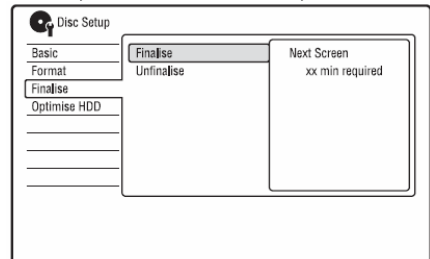 Disc Setup
Basic
Format
Finalise
Optimise HDD
Finalise
Unfinalise
Next Screen
xx min required